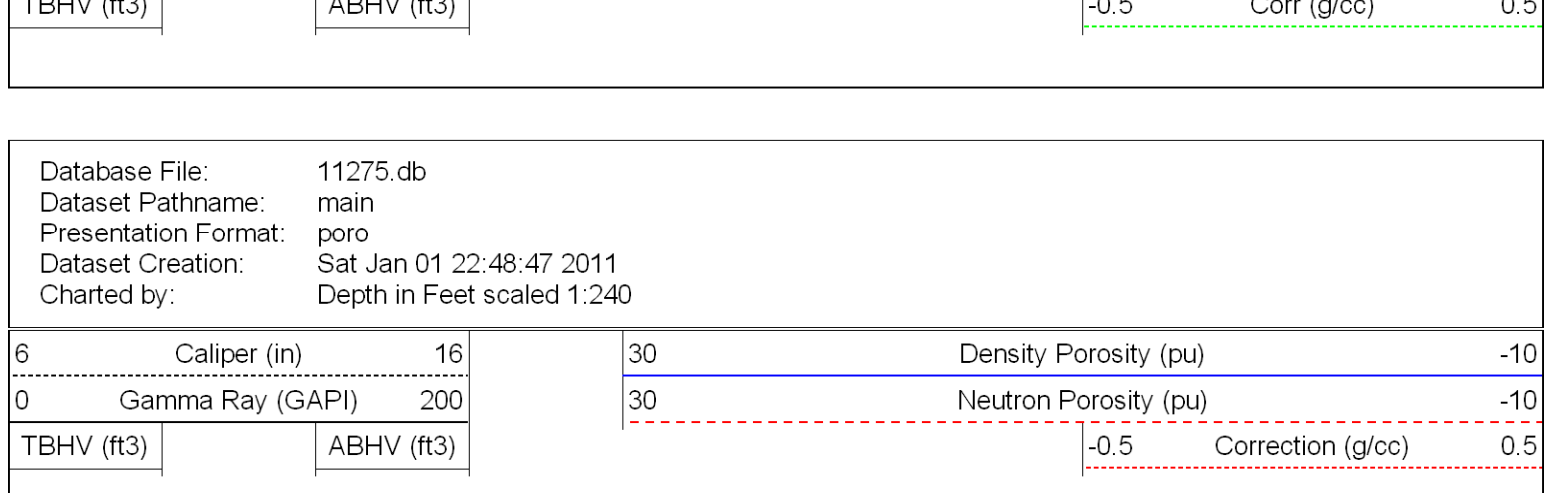 TBHV (ft3) ABHV (ft3) -0.5 Corr (g/cc) 0.5
Database File: 11275.db
Dataset Pathname: main
Presentation Format: poro
Dataset Creation: Sat Jan 01 22:48:47 2011
Charted by: Depth in Feet scaled 1:240
6 Caliper (in) 16 30 Density Porosity (pu) -10
0 Gamma Ray (GAPI) 200 30 Neutron Porosity (pu) -10
TBHV (ft3) ABHV (ft3) -0.5 Correction (g/cc) 0.5